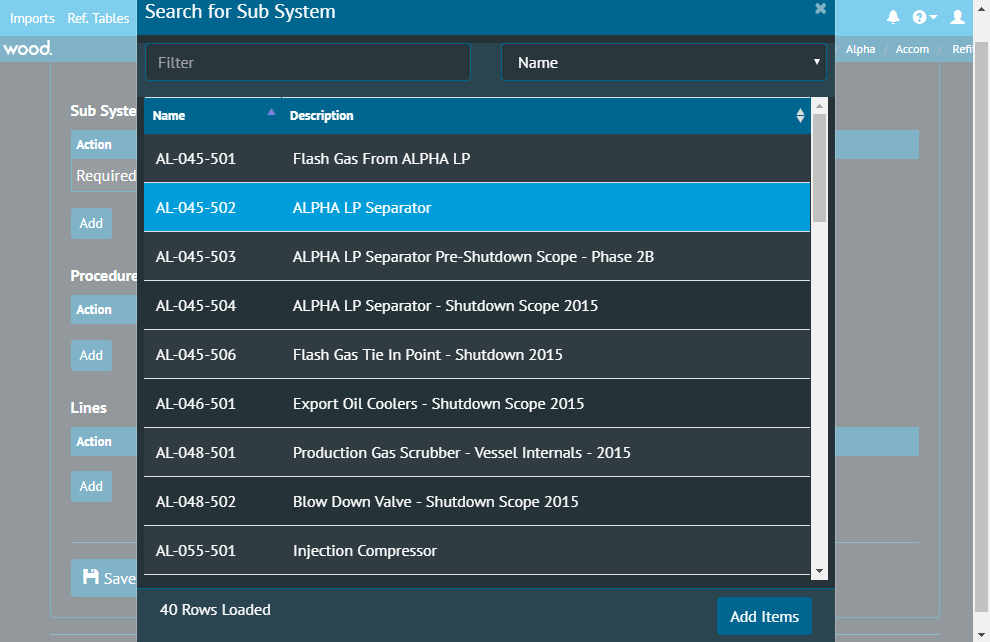 Imports Ref. Tables
Search for Sub System
wood.
Alpha / Accom / Refi
Filter
Name
Name Description
AL-045-501 Flash Gas From ALPHA LP
AL-045-502 ALPHA LP Separator
AL-045-503 ALPHA LP Separator Pre-Shutdown Scope - Phase 2B
AL-045-504 ALPHA LP Separator - Shutdown Scope 2015
AL-045-506 Flash Gas Tie In Point - Shutdown 2015
AL-046-501 Export Oil Coolers - Shutdown Scope 2015
AL-048-501 Production Gas Scrubber - Vessel Internals - 2015
AL-048-502 Blow Down Valve - Shutdown Scope 2015
AL-055-501 Injection Compressor
40 Rows Loaded
Add Items
Sub Syste
Action
Required
Add
Procedure
Action
Add
Lines
Action
Add
Save